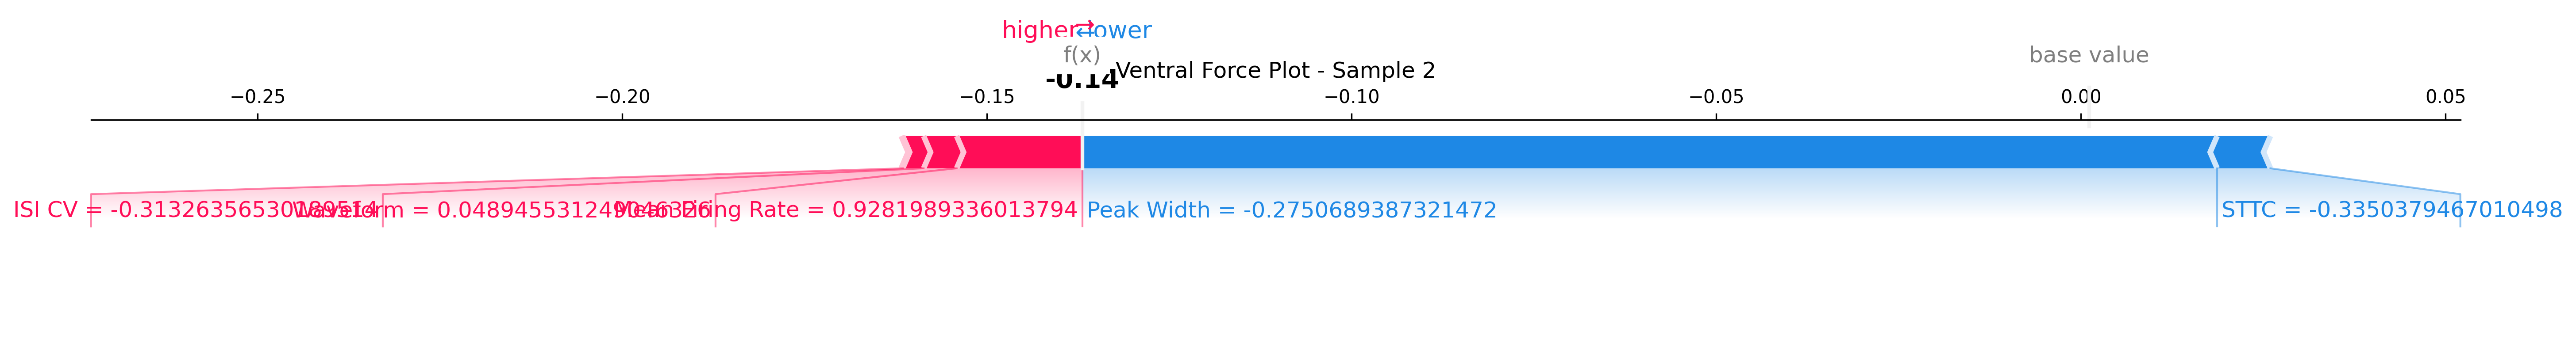 higher ⇄ lower
f(x)
base value
-0.14
Ventral Force Plot - Sample 2
−0.25 −0.20 −0.15 −0.10 −0.05 0.00 0.05
ISI CV = -0.31326356530189514 Waveform = 0.048945531249046326 Mean Firing Rate = 0.9281989336013794 Peak Width = -0.2750689387321472 STTC = -0.3350379467010498